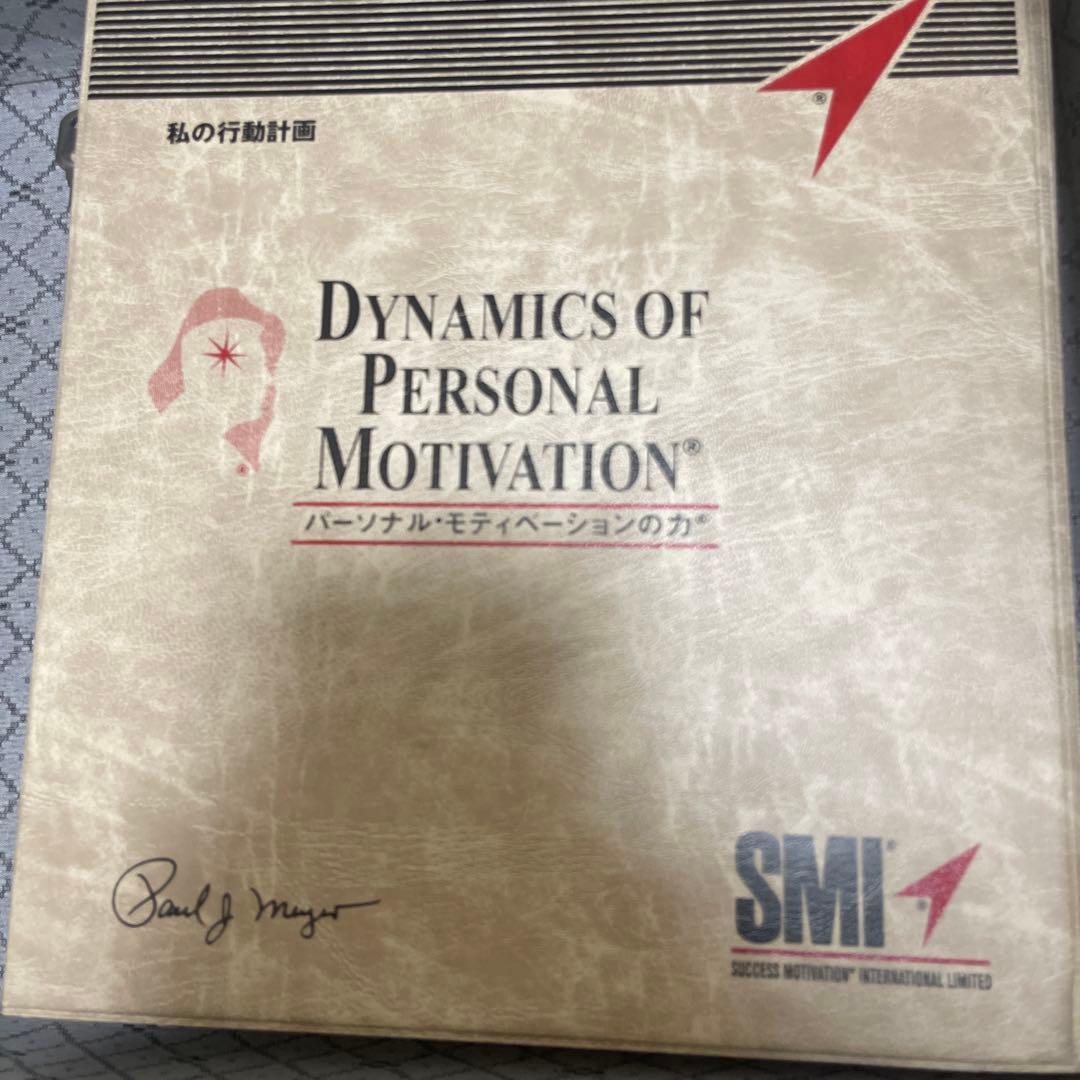 ®
私の行動計画
DYNAMICS OF
PERSONAL
MOTIVATION®
®
パーソナル・モティベーションの力®
Paul J Meyer
SMI®
®
SUCCESS MOTIVATION® INTERNATIONAL LIMITED